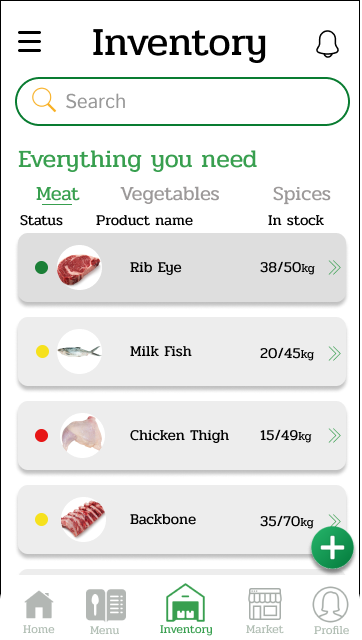 Inventory
Search
Everything you need
Meat Vegetables Spices
Status Product name In stock
Rib Eye 38/50kg
Milk Fish 20/45kg
Chicken Thigh 15/49kg
Backbone 35/70kg
Home Menu Inventory Market Profile